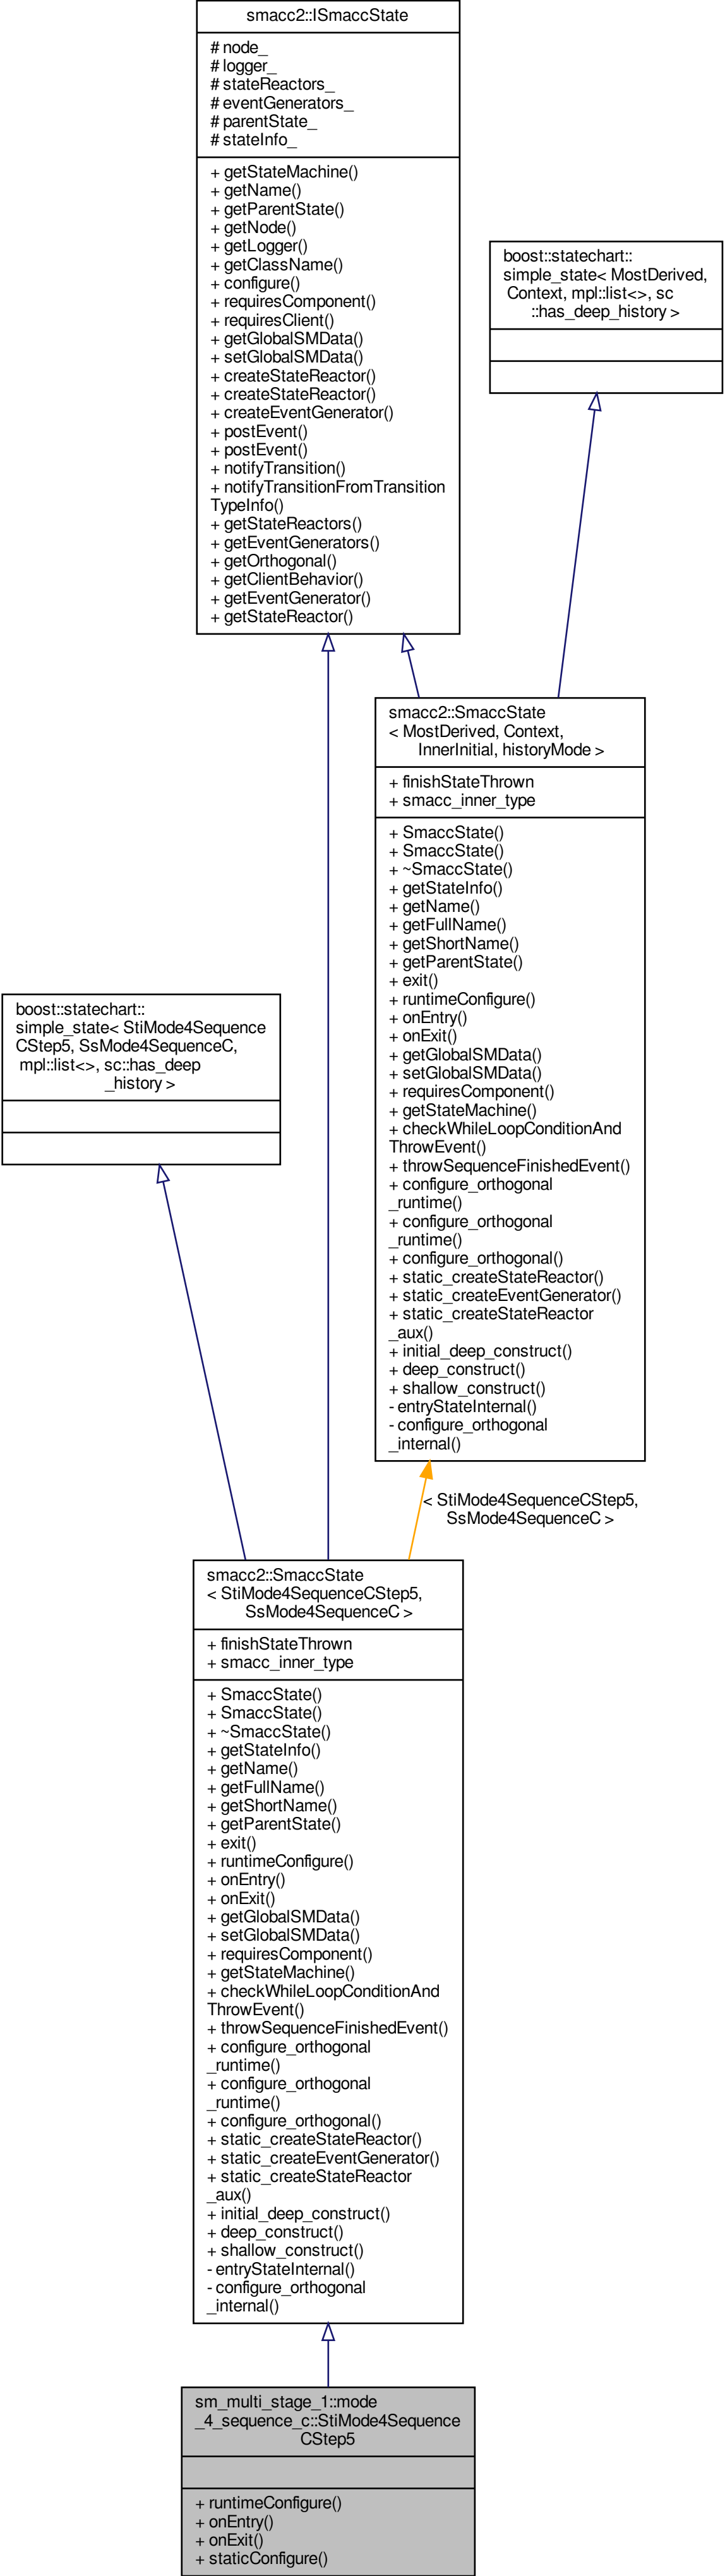 smacc2::ISmaccState
# node_
# logger_
# stateReactors_
# eventGenerators_
# parentState_
# stateInfo_
+ getStateMachine()
+ getName()
+ getParentState()
+ getNode()
+ getLogger()
+ getClassName()
+ configure()
+ requiresComponent()
+ requiresClient()
+ getGlobalSMData()
+ setGlobalSMData()
+ createStateReactor()
+ createStateReactor()
+ createEventGenerator()
+ postEvent()
+ postEvent()
+ notifyTransition()
+ notifyTransitionFromTransition
TypeInfo()
+ getStateReactors()
+ getEventGenerators()
+ getOrthogonal()
+ getClientBehavior()
+ getEventGenerator()
+ getStateReactor()
boost::statechart::
simple_state< MostDerived,
Context, mpl::list<>, sc
::has_deep_history >
smacc2::SmaccState
< MostDerived, Context,
InnerInitial, historyMode >
+ finishStateThrown
+ smacc_inner_type
+ SmaccState()
+ SmaccState()
+ ~SmaccState()
+ getStateInfo()
+ getName()
+ getFullName()
+ getShortName()
+ getParentState()
+ exit()
+ runtimeConfigure()
+ onEntry()
+ onExit()
+ getGlobalSMData()
+ setGlobalSMData()
+ requiresComponent()
+ getStateMachine()
+ checkWhileLoopConditionAnd
ThrowEvent()
+ throwSequenceFinishedEvent()
+ configure_orthogonal
_runtime()
+ configure_orthogonal
_runtime()
+ configure_orthogonal()
+ static_createStateReactor()
+ static_createEventGenerator()
+ static_createStateReactor
_aux()
+ initial_deep_construct()
+ deep_construct()
+ shallow_construct()
- entryStateInternal()
- configure_orthogonal
_internal()
boost::statechart::
simple_state< StiMode4Sequence
CStep5, SsMode4SequenceC,
mpl::list<>, sc::has_deep
_history >
< StiMode4SequenceCStep5,
SsMode4SequenceC >
smacc2::SmaccState
< StiMode4SequenceCStep5,
SsMode4SequenceC >
+ finishStateThrown
+ smacc_inner_type
+ SmaccState()
+ SmaccState()
+ ~SmaccState()
+ getStateInfo()
+ getName()
+ getFullName()
+ getShortName()
+ getParentState()
+ exit()
+ runtimeConfigure()
+ onEntry()
+ onExit()
+ getGlobalSMData()
+ setGlobalSMData()
+ requiresComponent()
+ getStateMachine()
+ checkWhileLoopConditionAnd
ThrowEvent()
+ throwSequenceFinishedEvent()
+ configure_orthogonal
_runtime()
+ configure_orthogonal
_runtime()
+ configure_orthogonal()
+ static_createStateReactor()
+ static_createEventGenerator()
+ static_createStateReactor
_aux()
+ initial_deep_construct()
+ deep_construct()
+ shallow_construct()
- entryStateInternal()
- configure_orthogonal
_internal()
sm_multi_stage_1::mode
_4_sequence_c::StiMode4Sequence
CStep5
+ runtimeConfigure()
+ onEntry()
+ onExit()
+ staticConfigure()